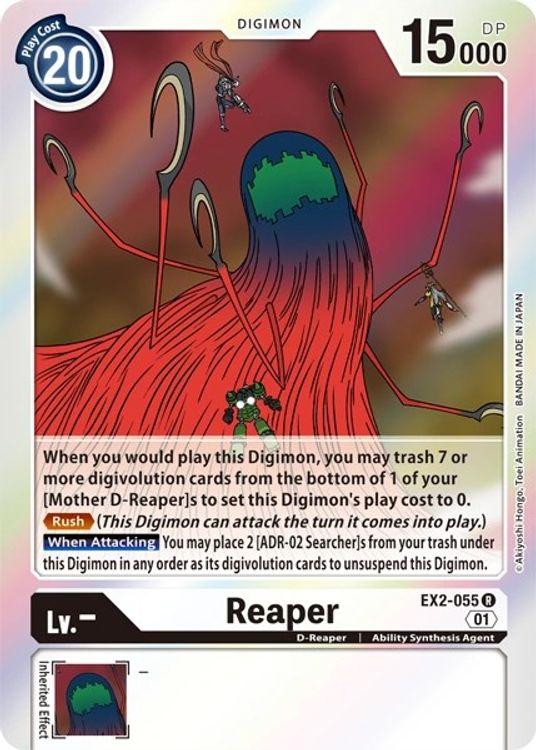 Play Cost
20
DIGIMON
DP
15000
When you would play this Digimon, you may trash 7 or
more digivolution cards from the bottom of 1 of your
[Mother D-Reaper]s to set this Digimon's play cost to 0.
Rush (This Digimon can attack the turn it comes into play.)
When Attacking You may place 2 [ADR-02 Searcher]s from your trash under
this Digimon in any order as its digivolution cards to unsuspend this Digimon.
©Akiyoshi Hongo, Toei Animation BANDAI MADE IN JAPAN
Lv.–
Reaper
EX2-055 R
01
D-Reaper | Ability Synthesis Agent
Inherited Effect
–